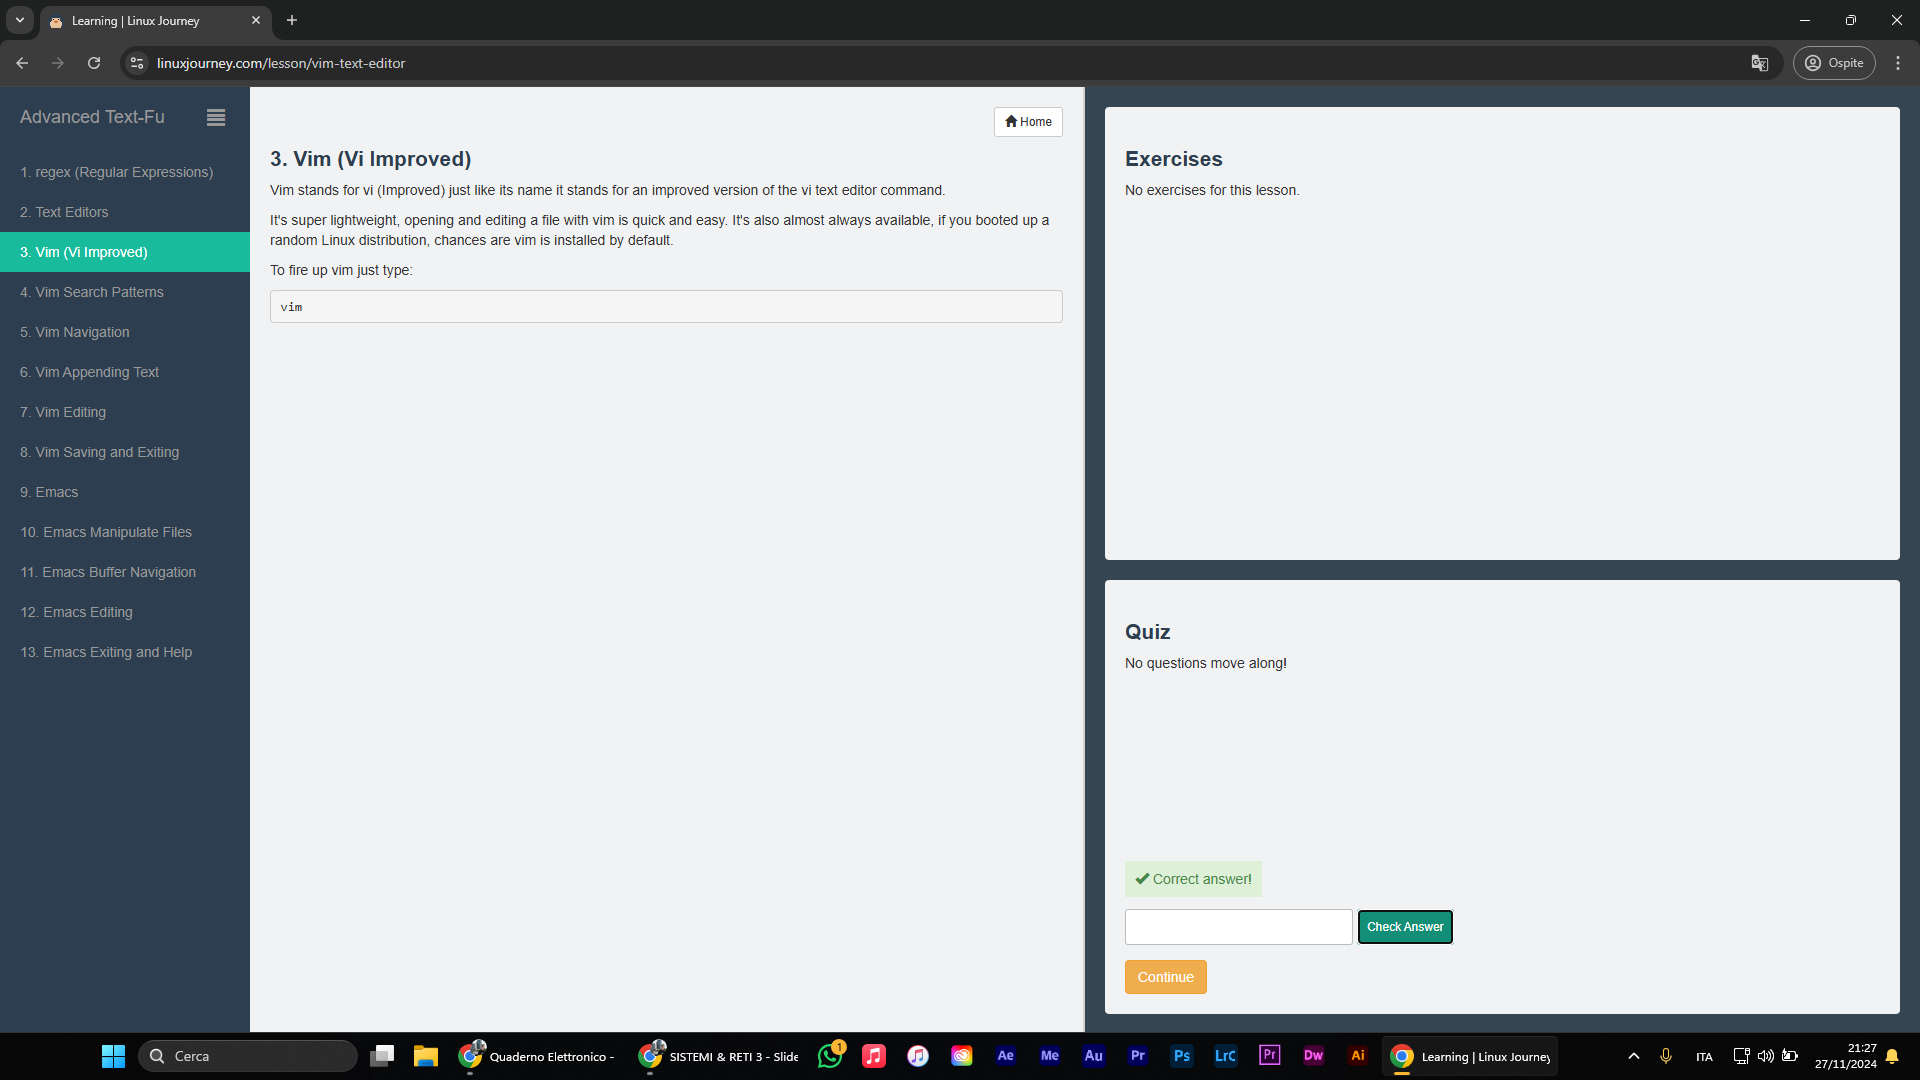 Learning | Linux Journey
linuxjourney.com/lesson/vim-text-editor
Ospite
Advanced Text-Fu
1. regex (Regular Expressions)
2. Text Editors
3. Vim (Vi Improved)
4. Vim Search Patterns
5. Vim Navigation
6. Vim Appending Text
7. Vim Editing
8. Vim Saving and Exiting
9. Emacs
10. Emacs Manipulate Files
11. Emacs Buffer Navigation
12. Emacs Editing
13. Emacs Exiting and Help
Home
3. Vim (Vi Improved)
Vim stands for vi (Improved) just like its name it stands for an improved version of the vi text editor command.
It's super lightweight, opening and editing a file with vim is quick and easy. It's also almost always available, if you booted up a
random Linux distribution, chances are vim is installed by default.
To fire up vim just type:
vim
Exercises
No exercises for this lesson.
Quiz
No questions move along!
Correct answer!
Check Answer
Continue
Cerca
Quaderno Elettronico -
SISTEMI & RETI 3 - Slide
1
Ae
Me
Au
Pr
Ps
LrC
Pr
Dw
Ai
Learning | Linux Journey
ITA
21:27
27/11/2024